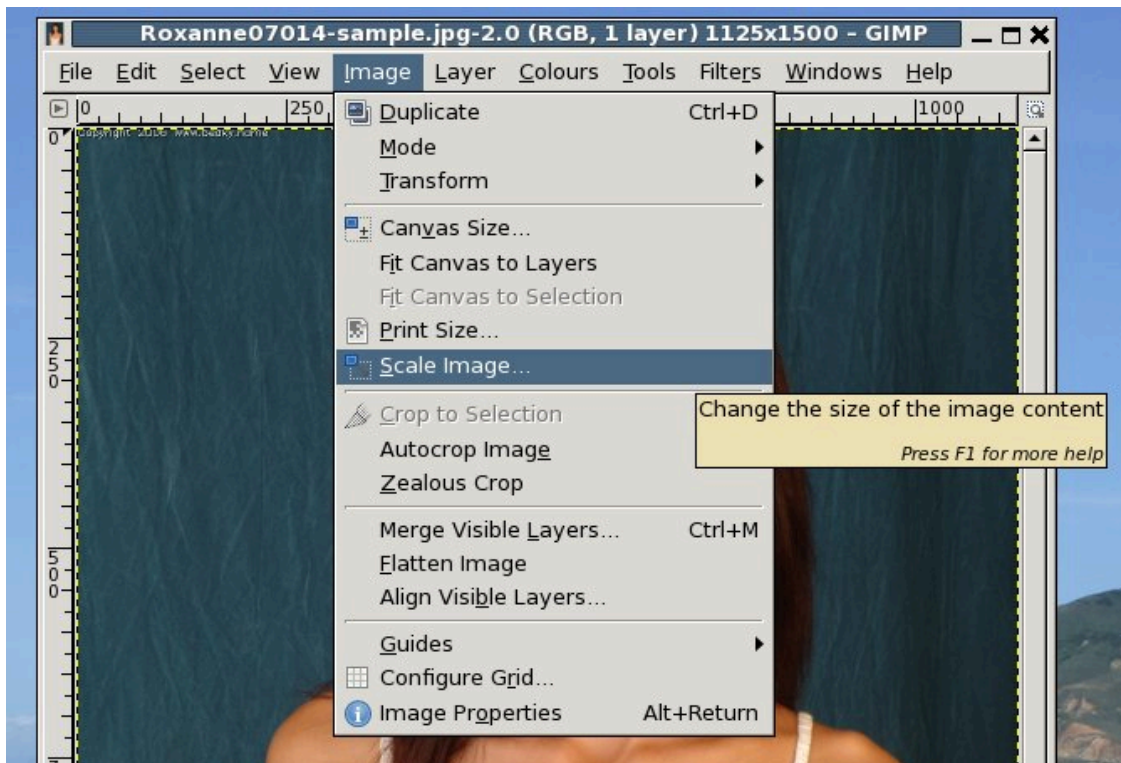 Roxanne07014-sample.jpg-2.0 (RGB, 1 layer) 1125x1500 – GIMP
File Edit Select View Image Layer Colours Tools Filters Windows Help
0 250 1000
0
Copyright 2006
Duplicate Ctrl+D
Mode
Transform
Canvas Size...
Fit Canvas to Layers
Fit Canvas to Selection
Print Size...
250
Scale Image...
Change the size of the image content
Press F1 for more help
Crop to Selection
Autocrop Image
Zealous Crop
Merge Visible Layers... Ctrl+M
500
Flatten Image
Align Visible Layers...
Guides
Configure Grid...
Image Properties Alt+Return